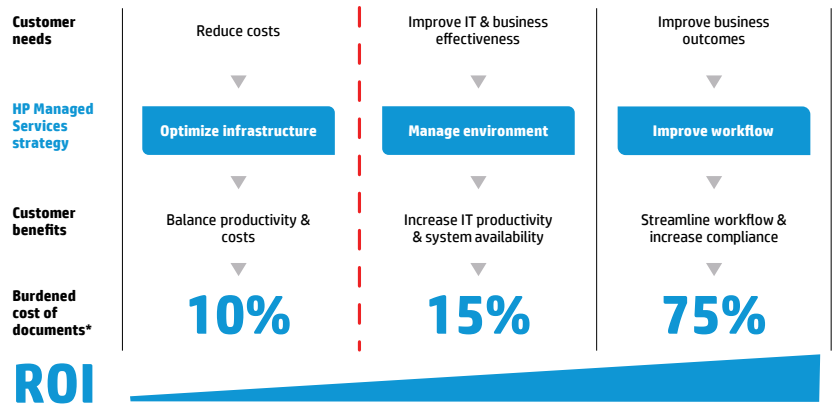 Customer
needs
Reduce costs
Improve IT & business
effectiveness
Improve business
outcomes
HP Managed
Services
strategy
Optimize infrastructure
Manage environment
Improve workflow
Customer
benefits
Balance productivity &
costs
Increase IT productivity
& system availability
Streamline workflow &
increase compliance
Burdened
cost of
documents*
10%
15%
75%
ROI